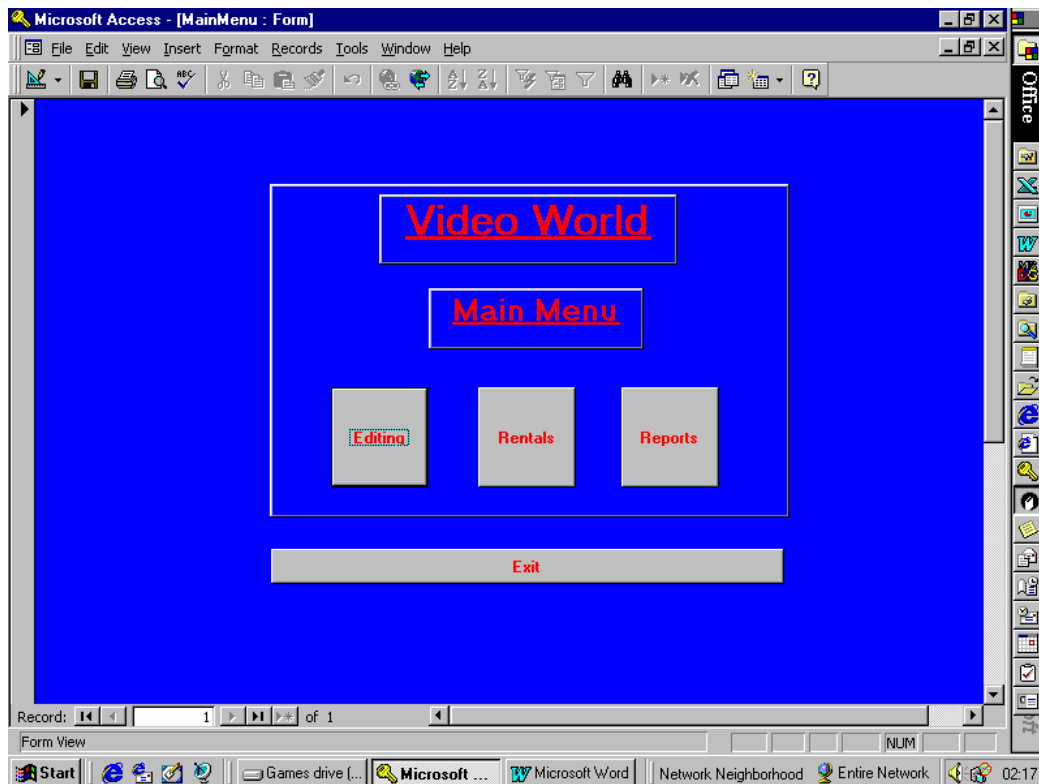 Microsoft Access - [MainMenu : Form]
File Edit View Insert Format Records Tools Window Help
Office
Video World
Main Menu
Editing Rentals Reports
Exit
Record: 1 of 1
Form View NUM
Start Games drive (... Microsoft ... Microsoft Word Network Neighborhood Entire Network 02:17